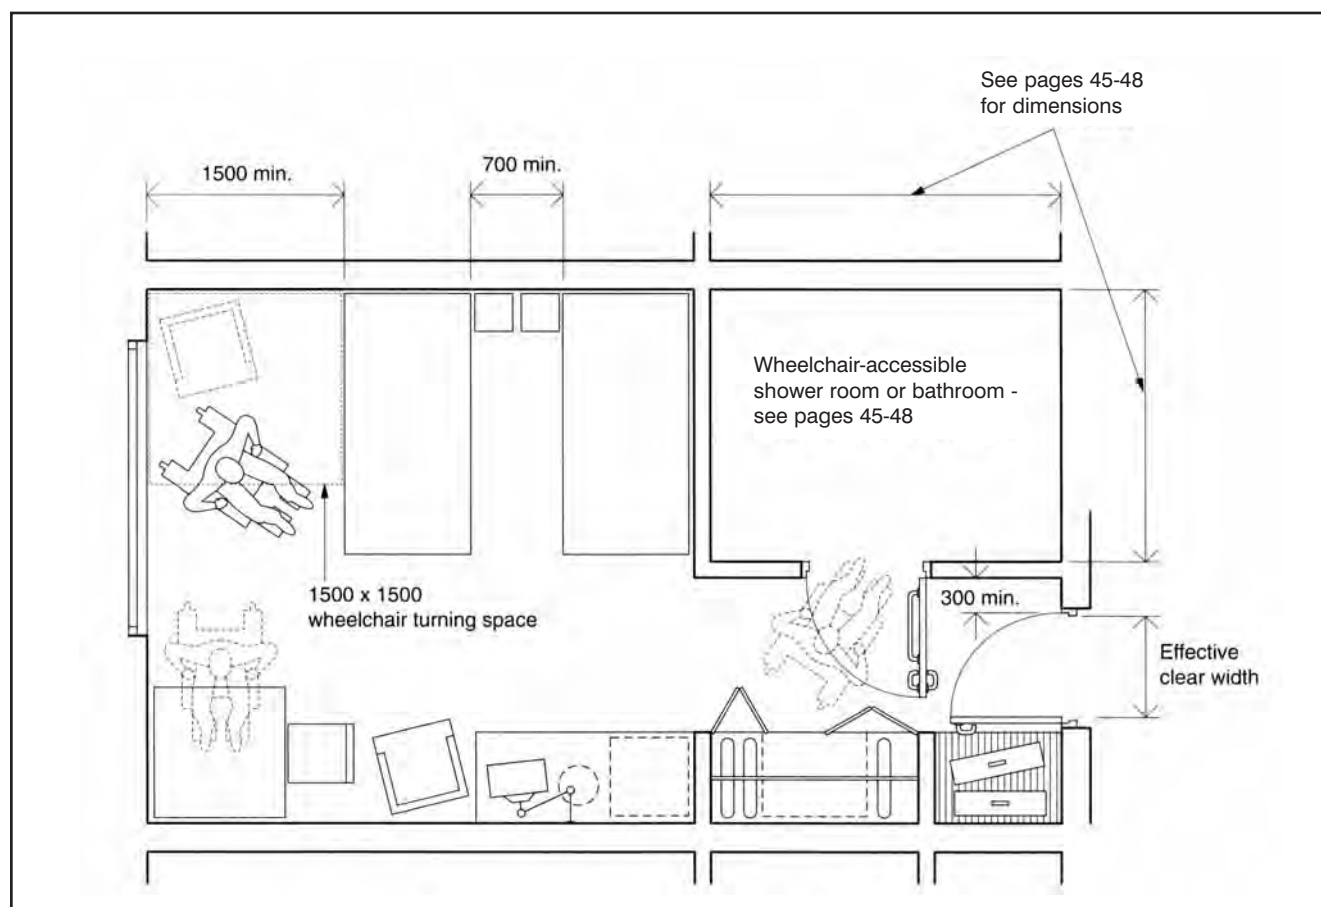 See pages 45-48
for dimensions
1500 min.
700 min.
Wheelchair-accessible
shower room or bathroom -
see pages 45-48
1500 x 1500
wheelchair turning space
300 min.
Effective
clear width